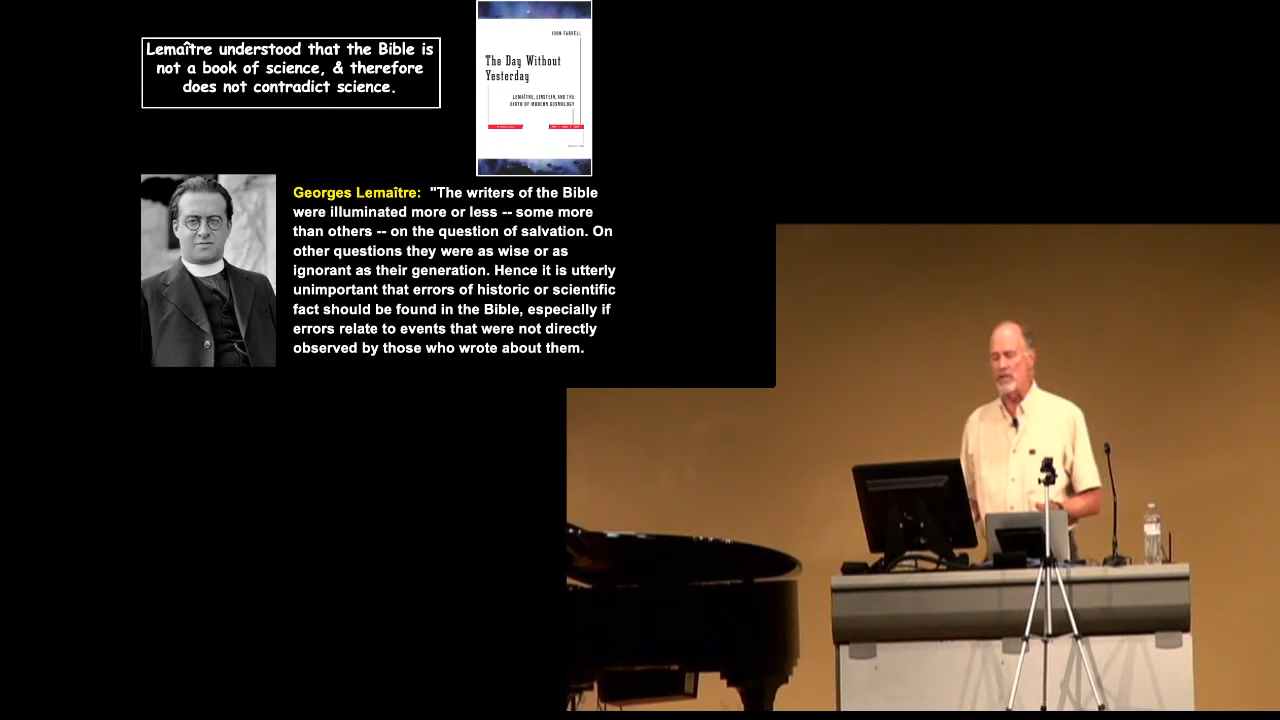 Lemaître understood that the Bible is
not a book of science, & therefore
does not contradict science.
JOHN FARRELL
The Day Without
Yesterday
LEMAÎTRE, EINSTEIN, AND THE
BIRTH OF MODERN COSMOLOGY
Georges Lemaître: "The writers of the Bible
were illuminated more or less -- some more
than others -- on the question of salvation. On
other questions they were as wise or as
ignorant as their generation. Hence it is utterly
unimportant that errors of historic or scientific
fact should be found in the Bible, especially if
errors relate to events that were not directly
observed by those who wrote about them.